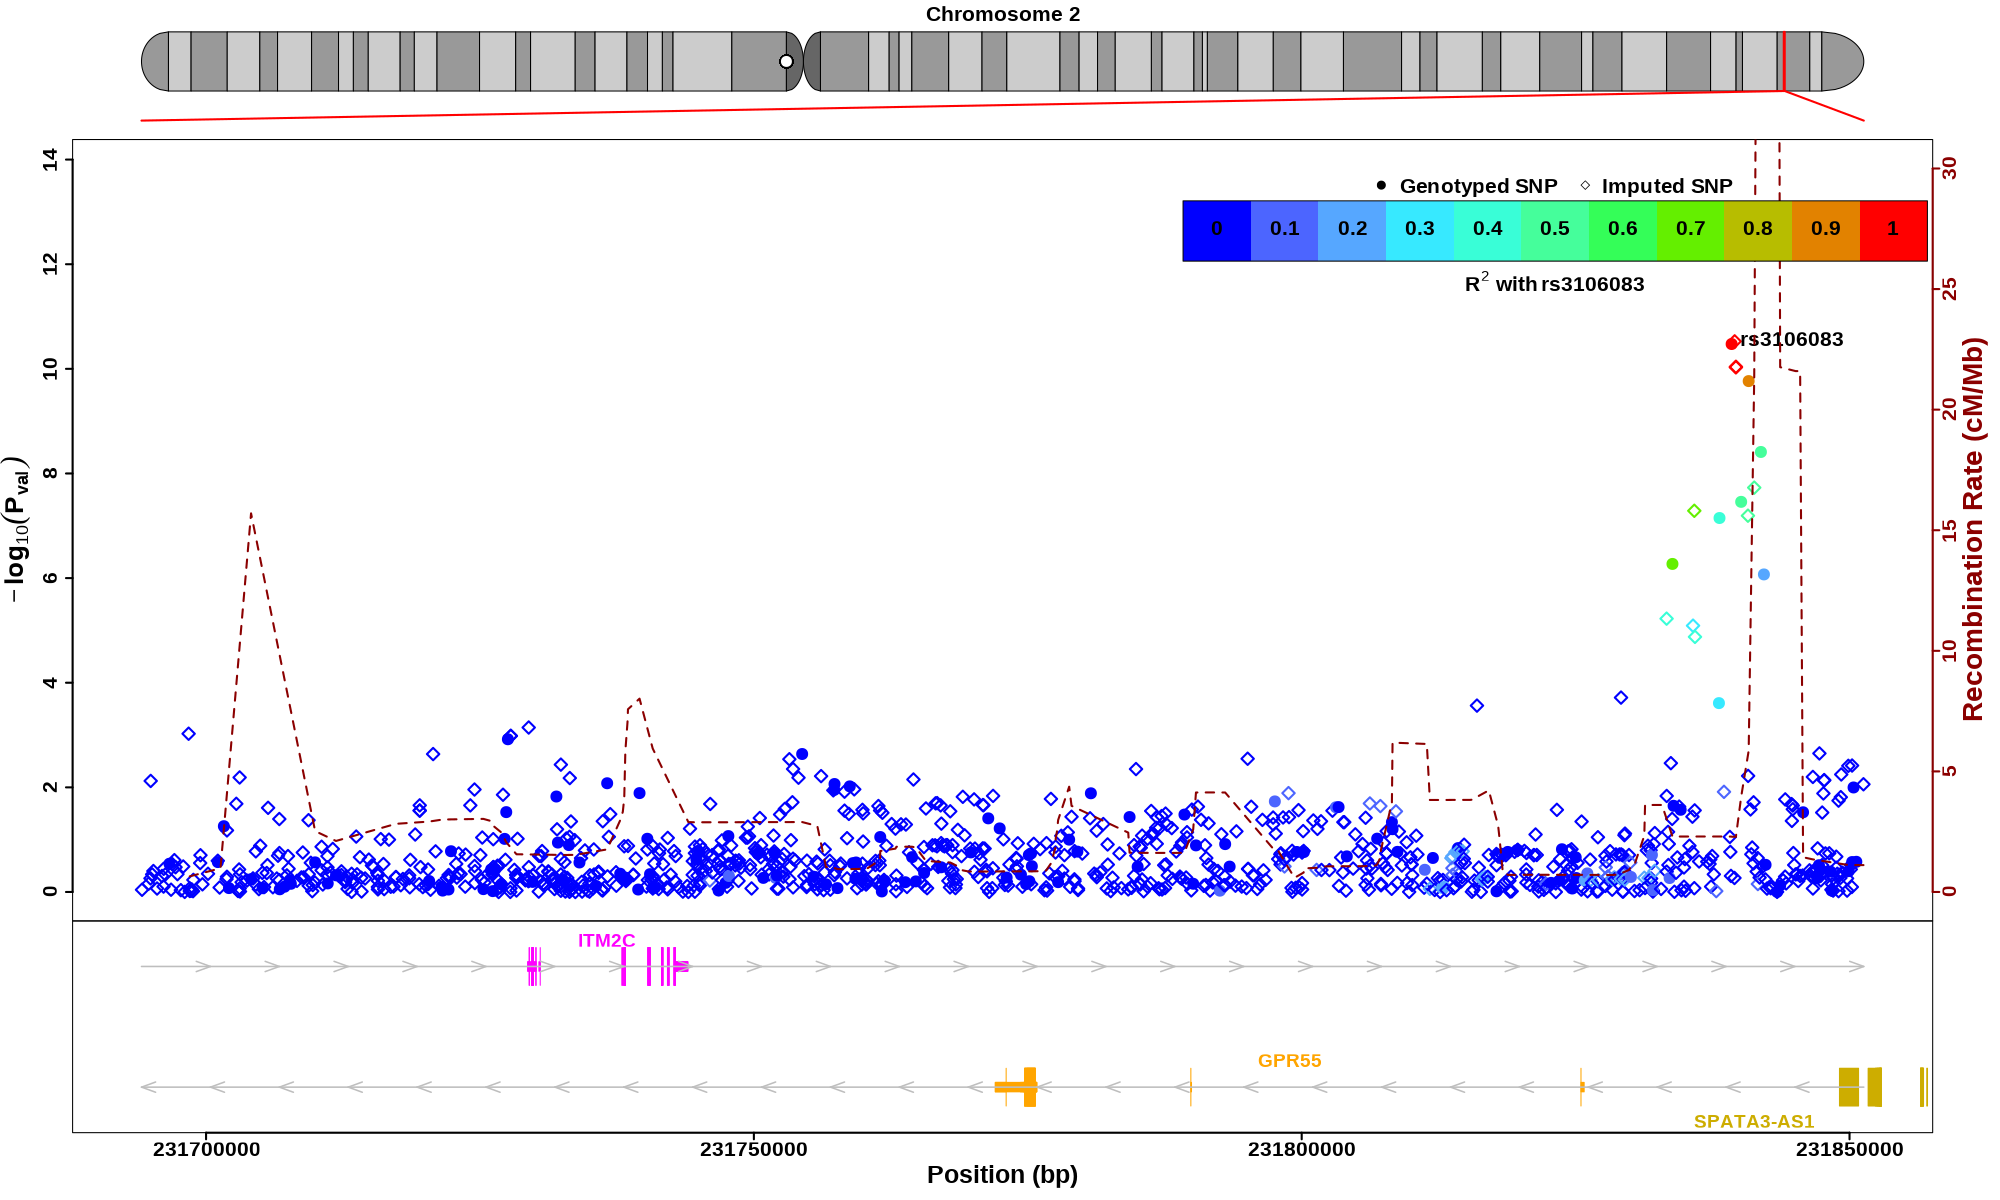 Chromosome 2
Genotyped SNP Imputed SNP
0 0.1 0.2 0.3 0.4 0.5 0.6 0.7 0.8 0.9 1
R² with rs3106083
rs3106083
14
12
10
8
6
4
2
0
−log₁₀(Pval)
30
25
20
15
10
5
0
Recombination Rate (cM/Mb)
ITM2C
GPR55
SPATA3-AS1
231700000 231750000 231800000 231850000
Position (bp)